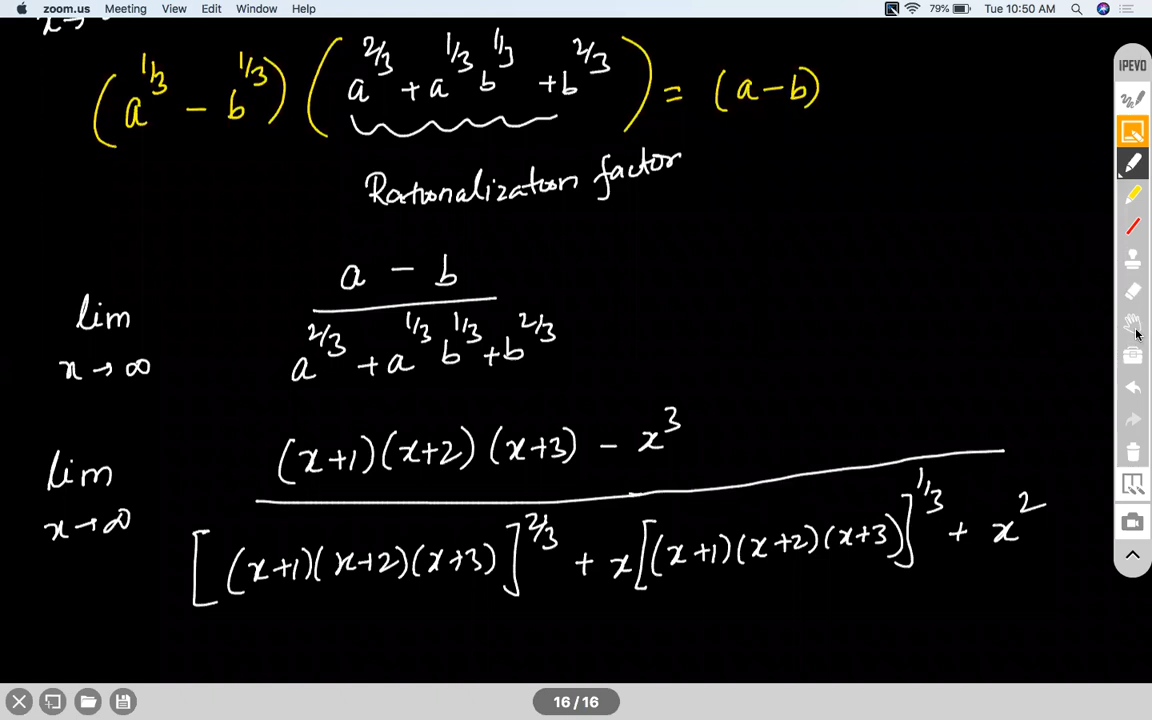 zoom.us Meeting View Edit Window Help 79% Tue 10:50 AM
(a^{1/3} − b^{1/3}) (a^{2/3} + a^{1/3} b^{1/3} + b^{2/3}) = (a−b)
IPEVO
Rationalization factor
lim x→∞ (a − b) / (a^{2/3} + a^{1/3} b^{1/3} + b^{2/3})
lim x→∞ ((x+1)(x+2)(x+3) − x^3) / ([(x+1)(x+2)(x+3)]^{2/3} + x[(x+1)(x+2)(x+3)]^{1/3} + x^2)
16/16